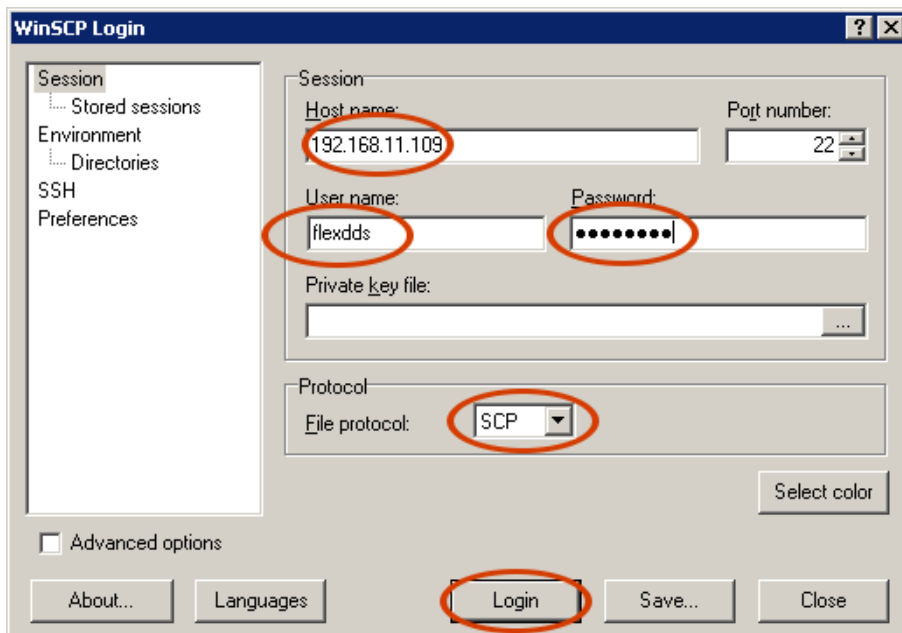 WinSCP Login
Session
Stored sessions
Environment
Directories
SSH
Preferences
Session
Host name:
Port number:
192.168.11.109
22
User name:
Password:
flexdds
●●●●●●●●
Private key file:
...
Protocol
File protocol:
SCP
Select color
Advanced options
About...
Languages
Login
Save...
Close